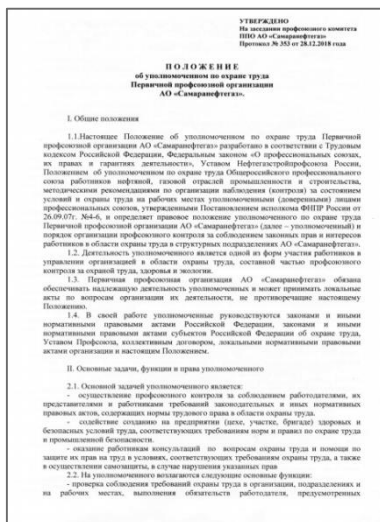 УТВЕРЖДЕНО
На заседании профсоюзного комитета
ППО АО «Самаранефтегаз»
Протокол № 353 от 28.12.2018 года
ПОЛОЖЕНИЕ
об уполномоченном по охране труда
Первичной профсоюзной организации
АО «Самаранефтегаз».
I. Общие положения
1.1.Настоящее Положение об уполномоченном по охране труда Первичной
профсоюзной организации АО «Самаранефтегаз» разработано в соответствии с Трудовым
кодексом Российской Федерации, Федеральным законом «О профессиональных союзах,
их правах и гарантиях деятельности», Уставом Нефтегазстройпрофсоюза России,
Положением об уполномоченном по охране труда Общероссийского профессионального
союза работников нефтяной, газовой отраслей промышленности и строительства,
методическими рекомендациями по организации наблюдения (контроля) за состоянием
условий и охраны труда на рабочих местах уполномоченными (доверенными) лицами
профессиональных союзов, утвержденными Постановлением исполкома ФНПР России от
26.09.07г. №4-6, и определяет правовое положение уполномоченного по охране труда
Первичной профсоюзной организации АО «Самаранефтегаз» (далее – уполномоченный) и
порядок организации профсоюзного контроля за соблюдением законных прав и интересов
работников в области охраны труда в структурных подразделениях АО «Самаранефтегаз».
1.2. Деятельность уполномоченного является одной из форм участия работников в
управлении организацией в области охраны труда, составной частью профсоюзного
контроля за охраной труда, здоровья и экологии.
1.3. Первичная профсоюзная организация АО «Самаранефтегаз» обязана
обеспечивать надлежащую деятельность уполномоченных и может принимать локальные
акты по вопросам организации их деятельности, не противоречащие настоящему
Положению.
1.4. В своей работе уполномоченные руководствуются законами и иными
нормативными правовыми актами Российской Федерации, законами и иными
нормативными правовыми актами субъектов Российской Федерации об охране труда,
Уставом Профсоюза, коллективным договором, локальными нормативными правовыми
актами организации и настоящим Положением.
II. Основные задачи, функции и права уполномоченного
2.1. Основной задачей уполномоченного является:
- осуществление профсоюзного контроля за соблюдением работодателями, их
представителями и работниками требований законодательных и иных нормативных
правовых актов, содержащих нормы трудового права в области охраны труда.
- содействие созданию на предприятии (цехе, участке, бригаде) здоровых и
безопасных условий труда, соответствующих требованиям норм и правил по охране труда
и промышленной безопасности.
- оказание работникам консультаций по вопросам охраны труда и помощи по
защите их прав на труд в условиях, соответствующих требованиям охраны труда, а также
в осуществлении самозащиты, в случае нарушения указанных прав
2.2. На уполномоченного возлагаются следующие основные функции:
- проверка соблюдения требований охраны труда в организации, подразделениях и
на рабочих местах, выполнения обязательств работодателя, предусмотренных